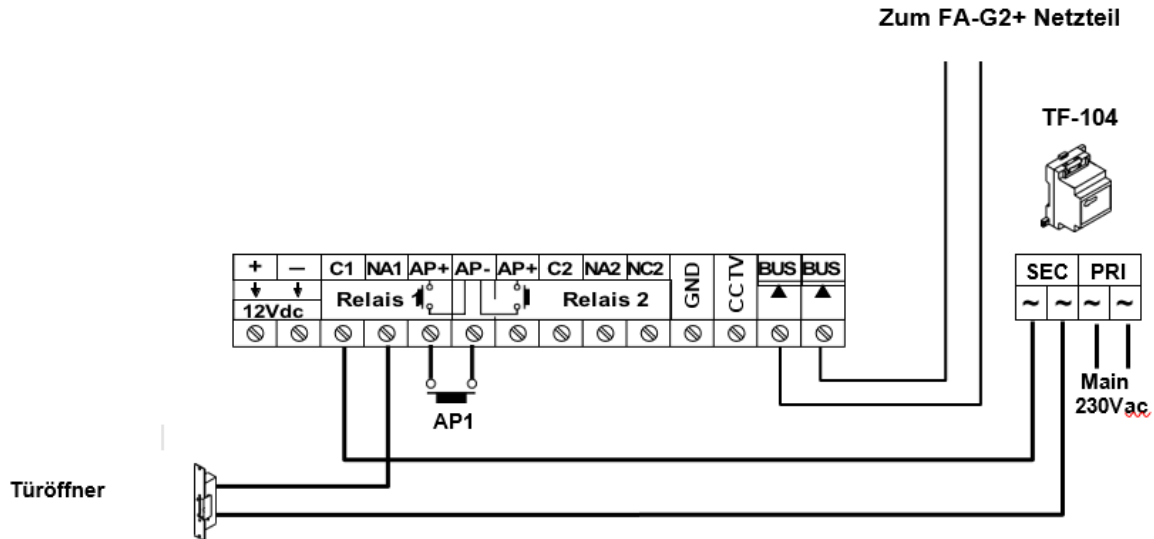 Zum FA-G2+ Netzteil
TF-104
+ – C1 NA1 AP+ AP- AP+ C2 NA2 NC2 GND CCTV BUS BUS
12Vdc Relais 1 Relais 2
SEC PRI
~ ~ ~ ~
Main
230Vac
AP1
Türöffner